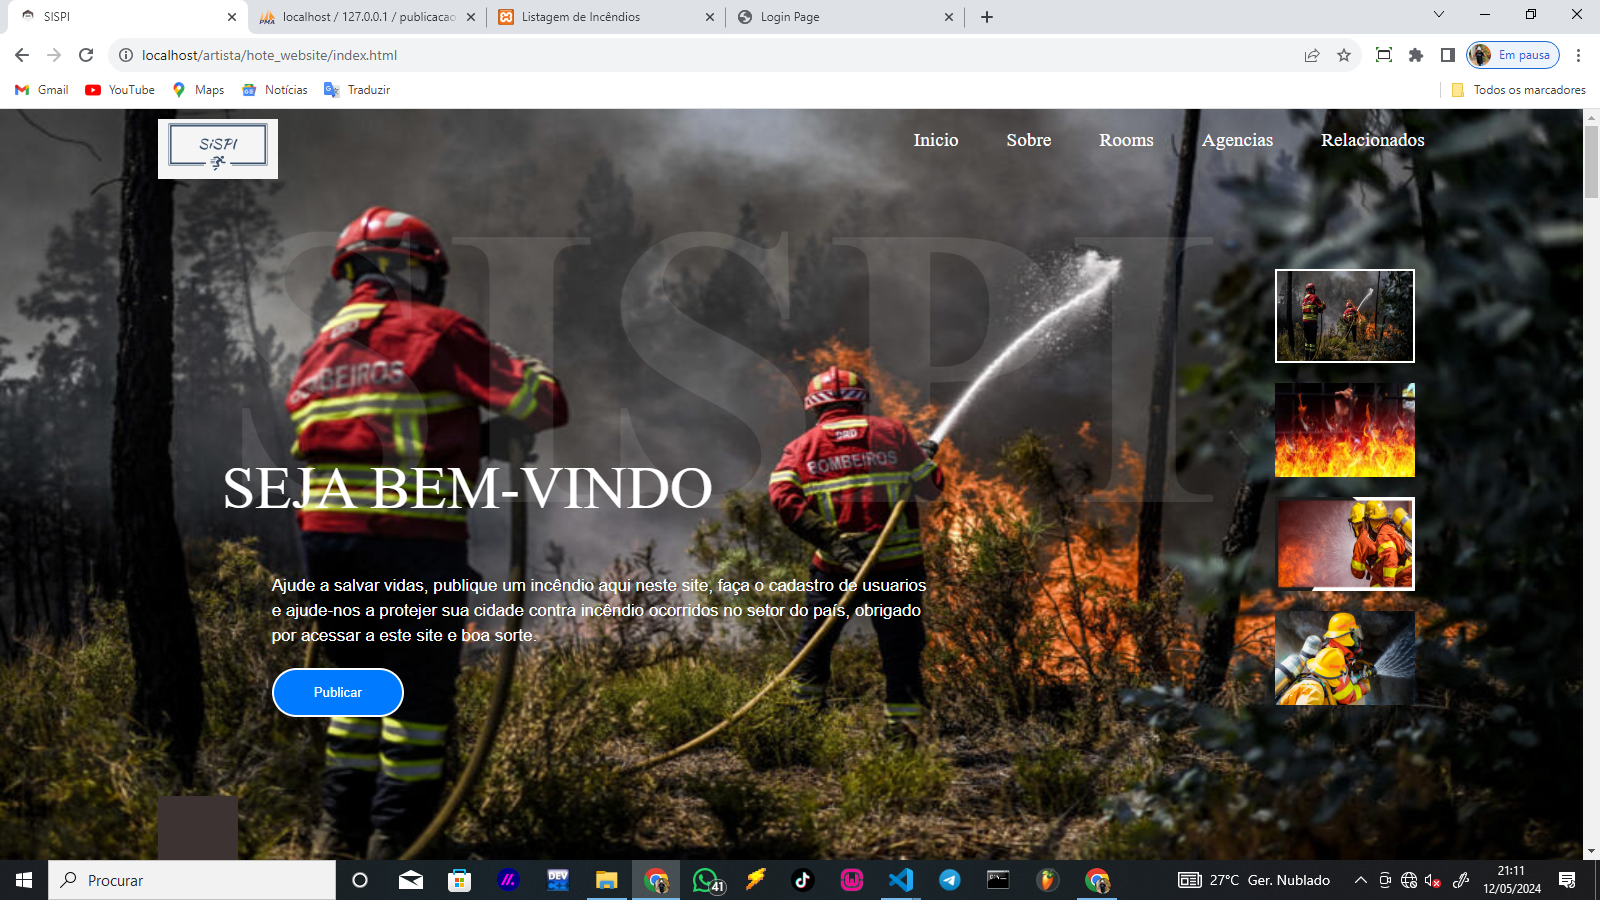 SISPI
localhost / 127.0.0.1 / publicacao
Listagem de Incêndios
Login Page
localhost/artista/hote_website/index.html
Em pausa
Gmail
YouTube
Maps
Notícias
Traduzir
Todos os marcadores
SiSPI
Inicio
Sobre
Rooms
Agencias
Relacionados
SISPI
BOMBEIROS
BOMBEIROS
SEJA BEM-VINDO
Ajude a salvar vidas, publique um incêndio aqui neste site, faça o cadastro de usuarios
e ajude-nos a protejer sua cidade contra incêndio ocorridos no setor do país, obrigado
por acessar a este site e boa sorte.
Publicar
Procurar
DEV
41
27°C Ger. Nublado
21:11
12/05/2024